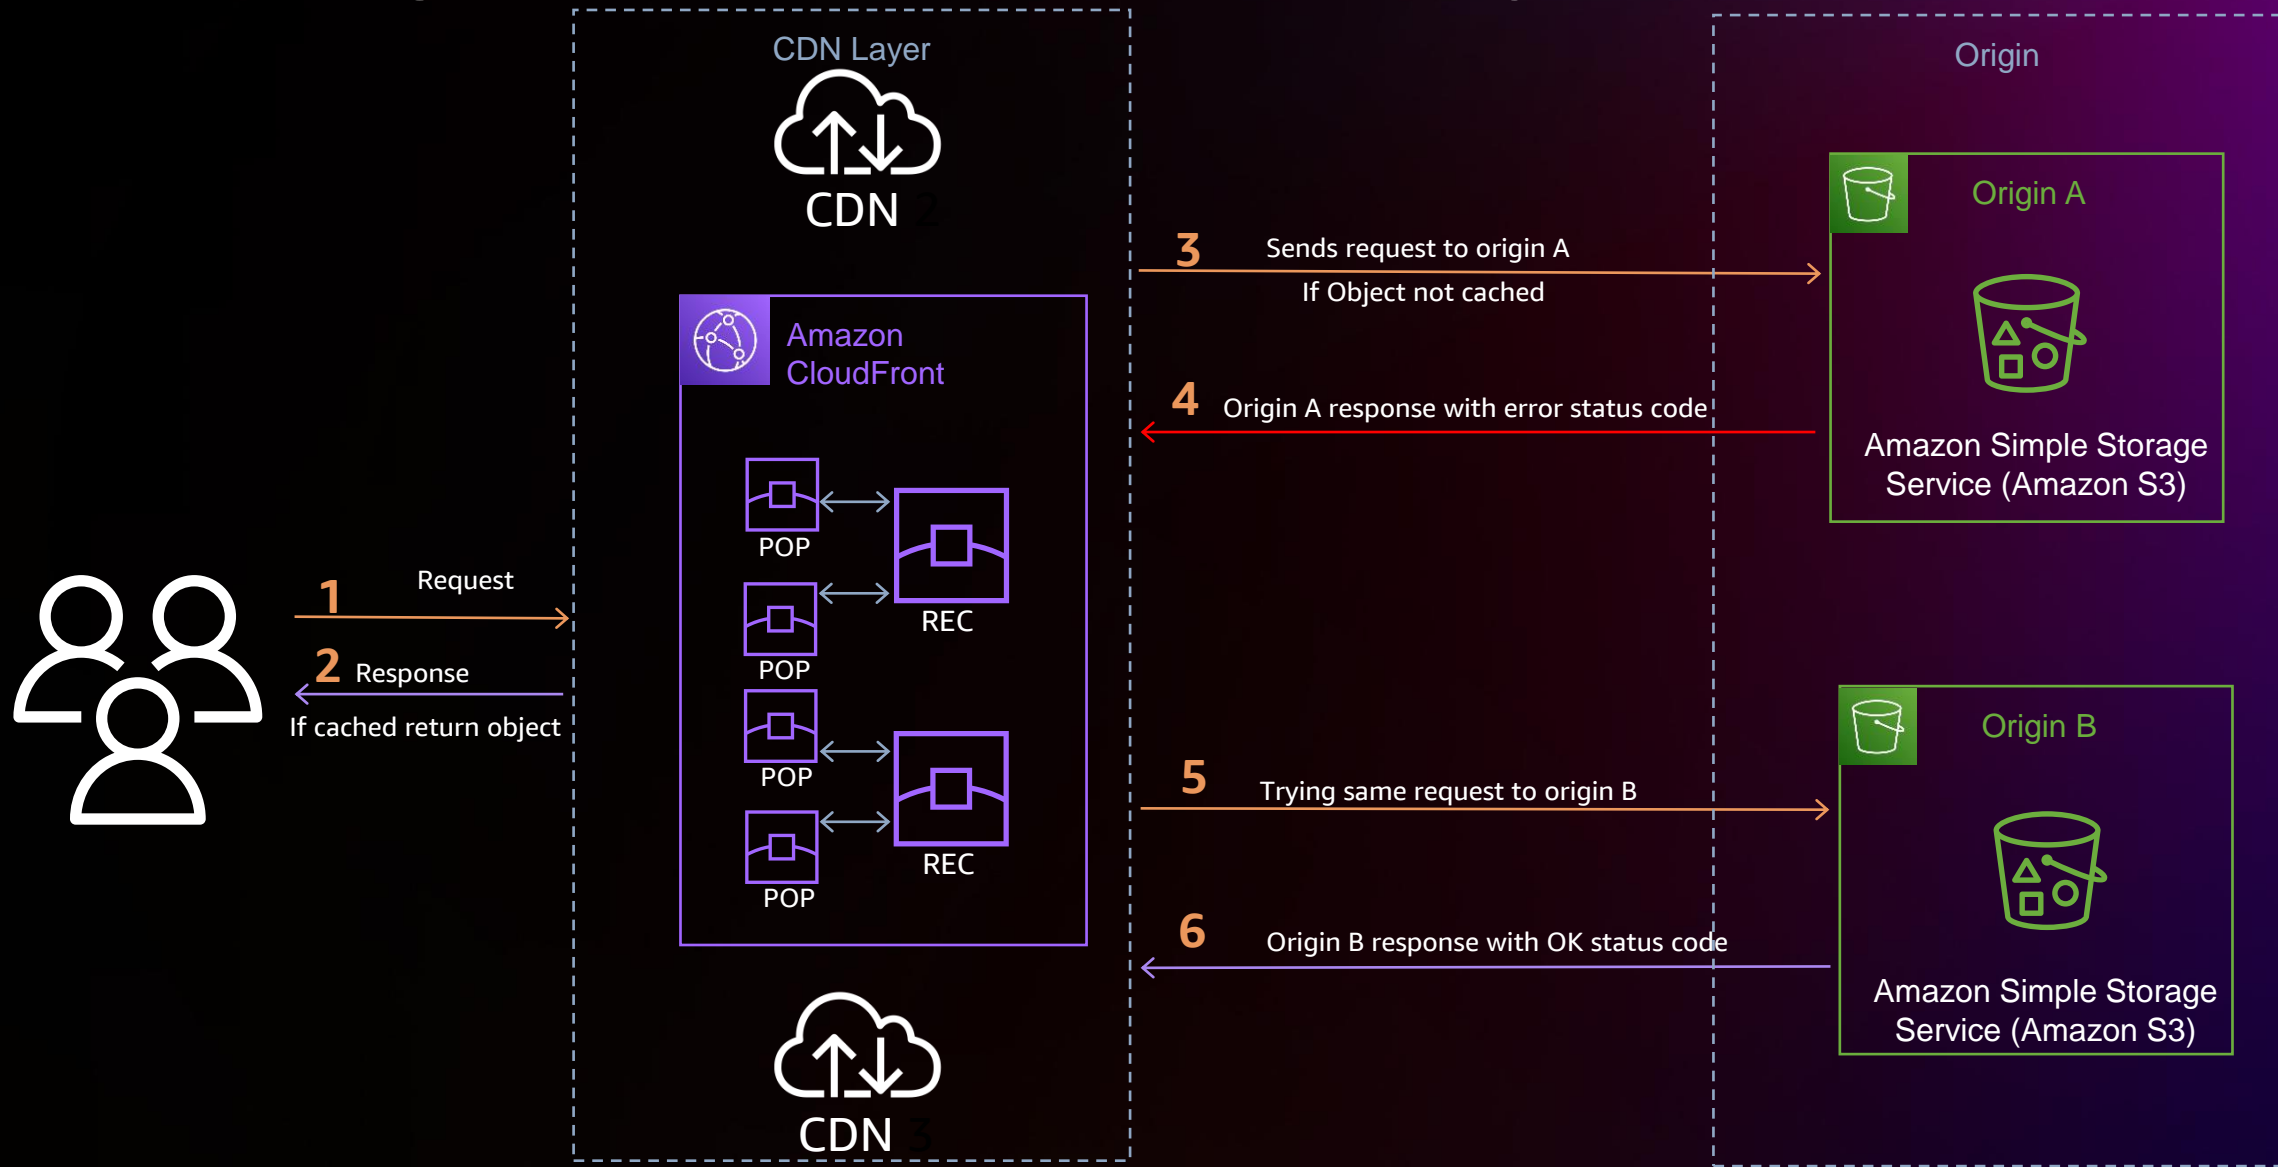 CDN Layer
CDN 2
Amazon
CloudFront
POP
REC
POP
POP
REC
POP
CDN 3
1
Request
2 Response
If cached return object
3
Sends request to origin A
If Object not cached
4
Origin A response with error status code
5
Trying same request to origin B
6
Origin B response with OK status code
Origin
Origin A
Amazon Simple Storage
Service (Amazon S3)
Origin B
Amazon Simple Storage
Service (Amazon S3)